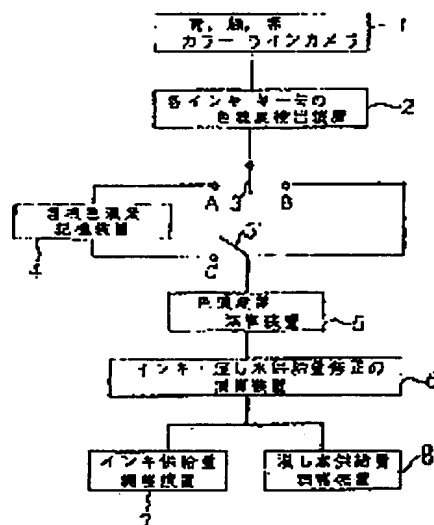 青，緑，赤
カラーラインカメラ
1
各インキキー毎の
色濃度検出装置
2
A
3
B
目標色濃度
記憶装置
4
3'
C
色濃度差
演算装置
5
インキ・湿し水供給量修正の
演算装置
6
インキ供給量
調整装置
7
湿し水供給量
調整装置
8